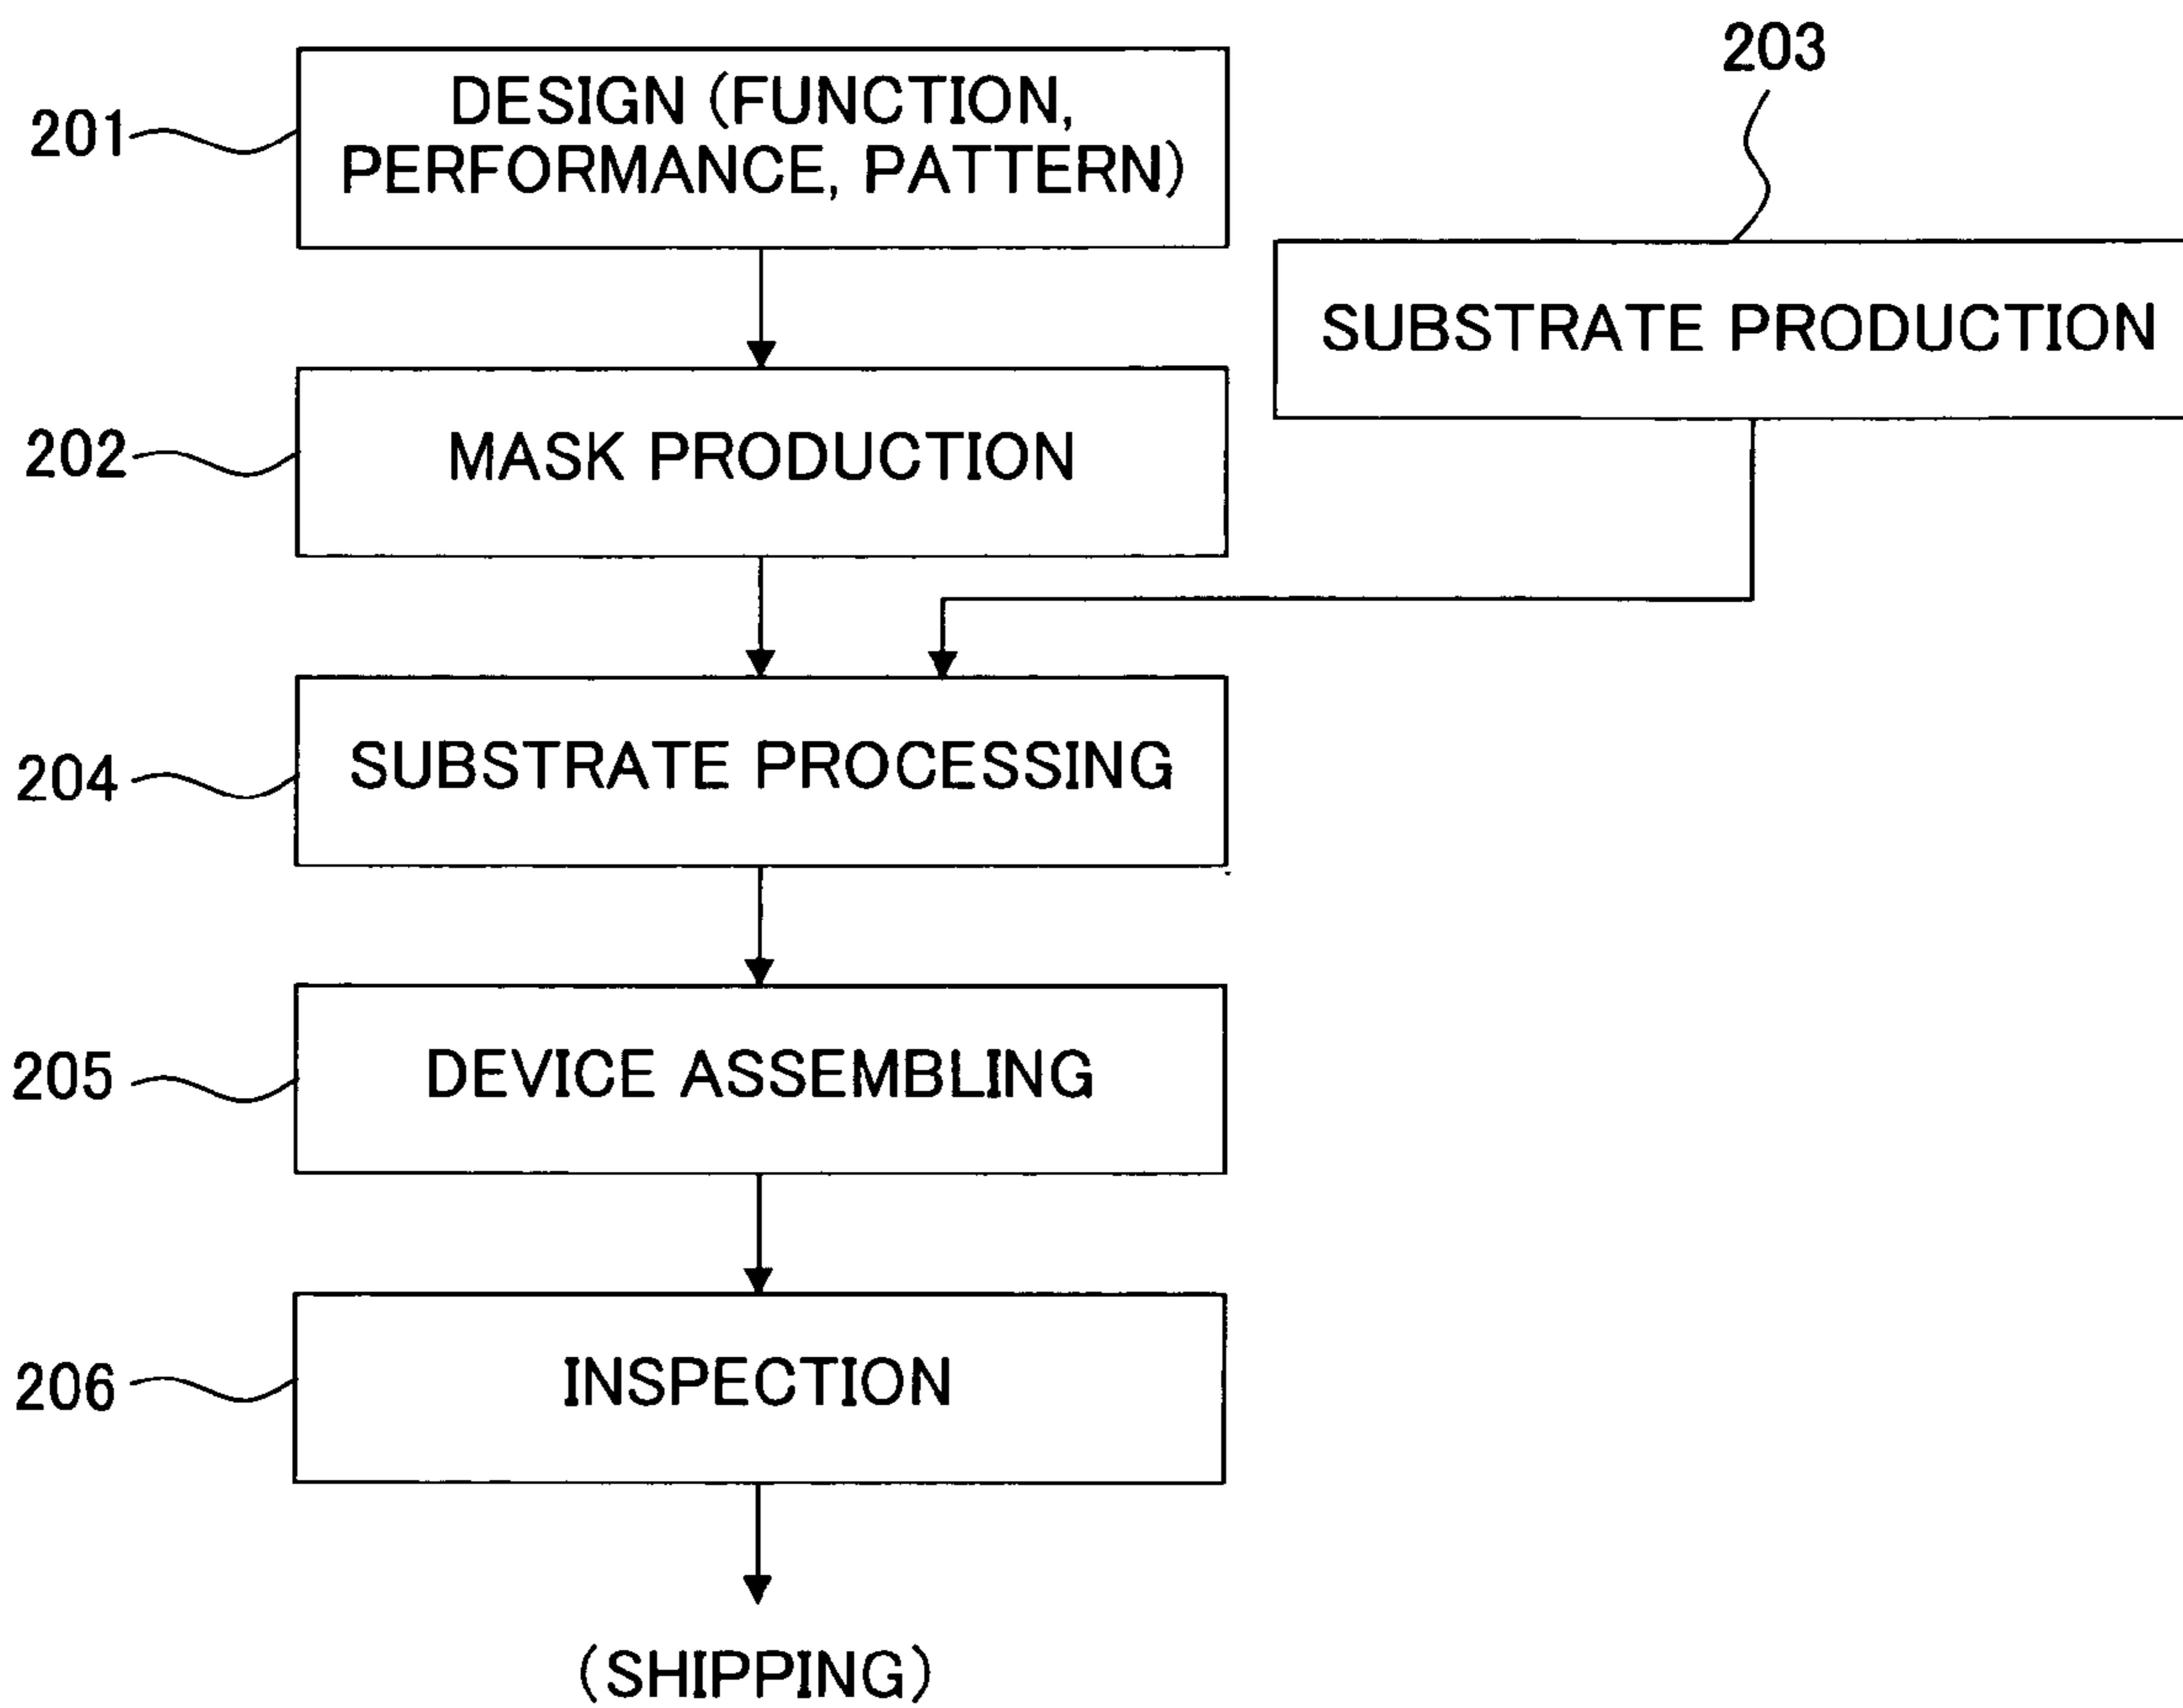 203
201
DESIGN (FUNCTION,
PERFORMANCE, PATTERN)
SUBSTRATE PRODUCTION
202
MASK PRODUCTION
204
SUBSTRATE PROCESSING
205
DEVICE ASSEMBLING
206
INSPECTION
(SHIPPING)